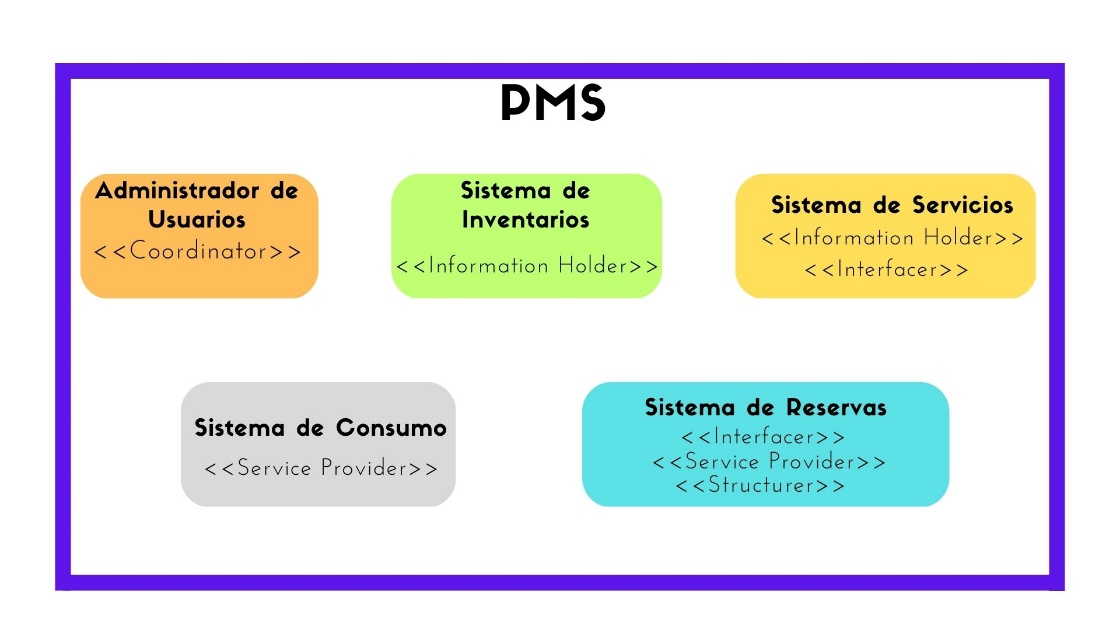 PMS
Administrador de
Usuarios
<<Coordinator>>
Sistema de
Inventarios
<<Information Holder>>
Sistema de Servicios
<<Information Holder>>
<<Interfacer>>
Sistema de Consumo
<<Service Provider>>
Sistema de Reservas
<<Interfacer>>
<<Service Provider>>
<<Structurer>>